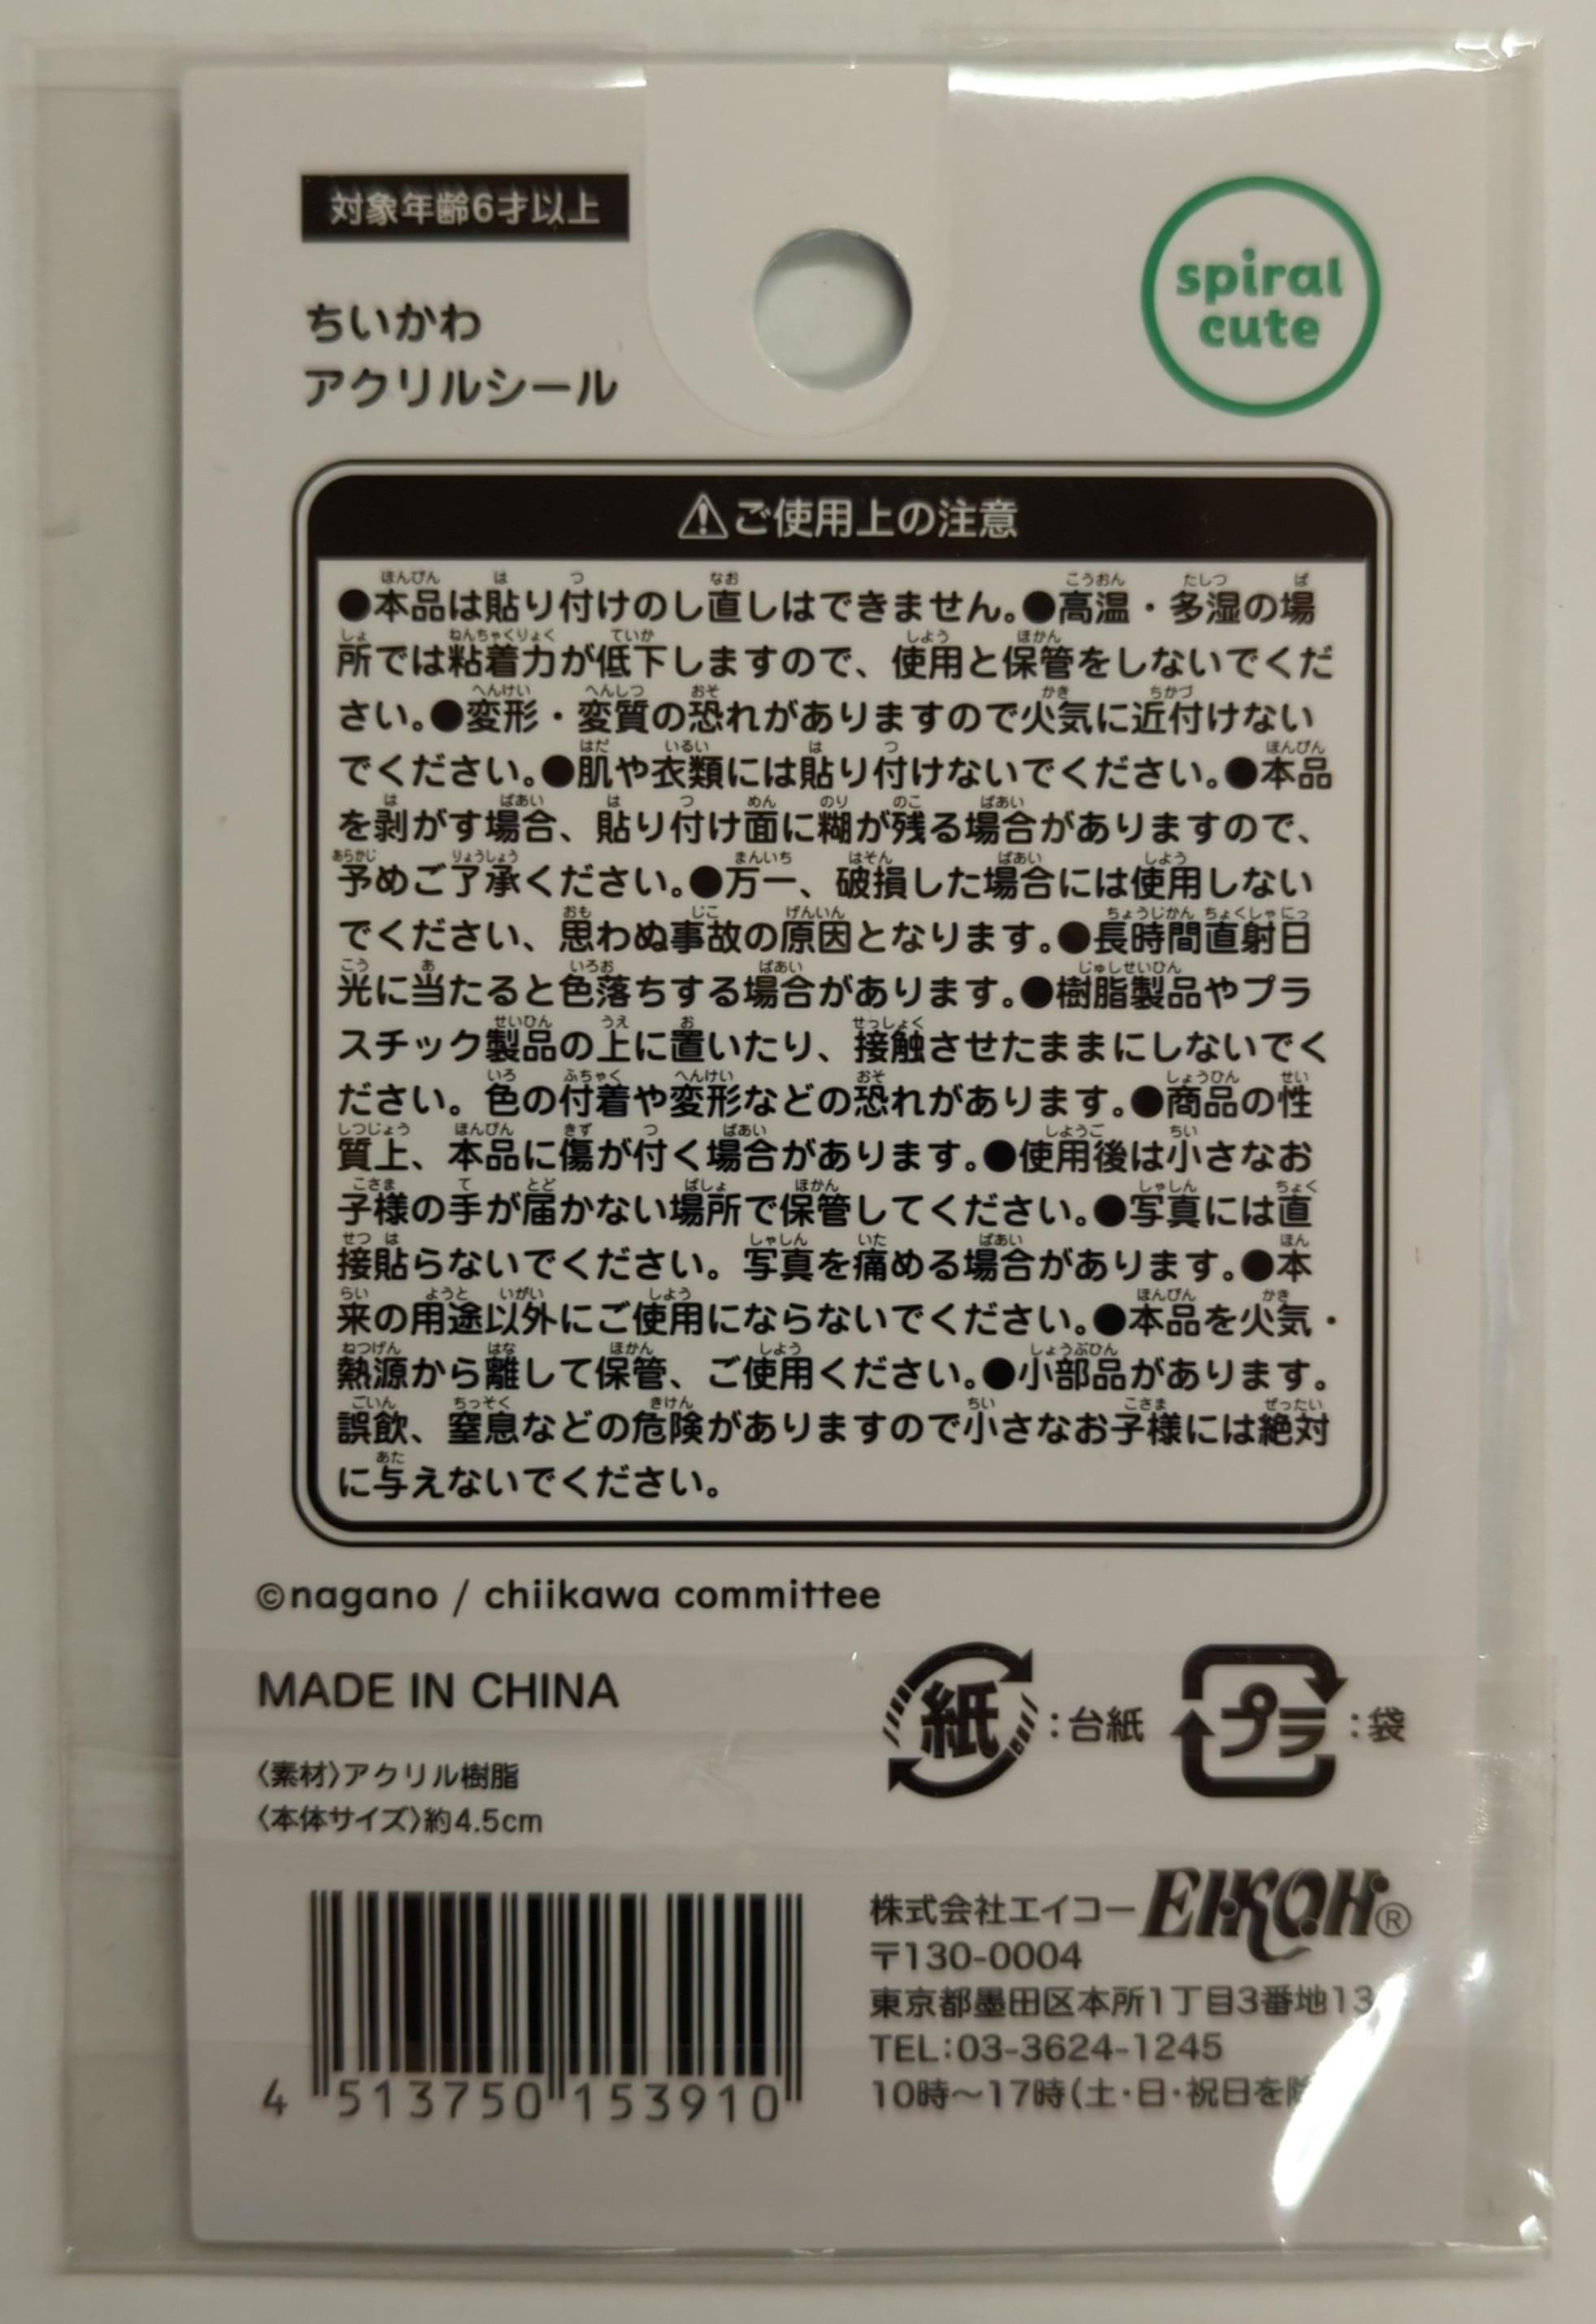 対象年齢6才以上
spiral
cute
ちいかわ
アクリルシール
⚠ご使用上の注意
●本品は貼り付けのし直しはできません。●高温・多湿の場
所では粘着力が低下しますので、使用と保管をしないでくだ
さい。●変形・変質の恐れがありますので火気に近付けない
でください。●肌や衣類には貼り付けないでください。●本品
を剥がす場合、貼り付け面に糊が残る場合がありますので、
予めご了承ください。●万一、破損した場合には使用しない
でください、思わぬ事故の原因となります。●長時間直射日
光に当たると色落ちする場合があります。●樹脂製品やプラ
スチック製品の上に置いたり、接触させたままにしないでく
ださい。色の付着や変形などの恐れがあります。●商品の性
質上、本品に傷が付く場合があります。●使用後は小さなお
子様の手が届かない場所で保管してください。●写真には直
接貼らないでください。写真を痛める場合があります。●本
来の用途以外にご使用にならないでください。●本品を火気・
熱源から離して保管、ご使用ください。●小部品があります。
誤飲、窒息などの危険がありますので小さなお子様には絶対
に与えないでください。
©nagano / chiikawa committee
MADE IN CHINA
紙:台紙 プラ:袋
〈素材〉アクリル樹脂
〈本体サイズ〉約4.5cm
株式会社エイコー EIKOH®
〒130-0004
東京都墨田区本所1丁目3番地13
TEL:03-3624-1245
10時～17時(土・日・祝日を除
4 513750 153910